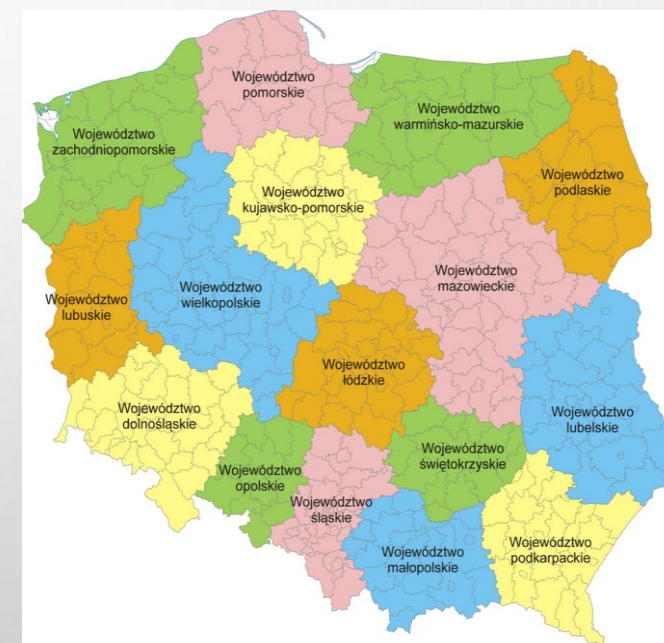 Województwo
pomorskie
Województwo
zachodniopomorskie
Województwo
warmińsko-mazurskie
Województwo
podlaskie
Województwo
kujawsko-pomorskie
Województwo
mazowieckie
Województwo
lubuskie
Województwo
wielkopolskie
Województwo
łódzkie
Województwo
dolnośląskie
Województwo
lubelskie
Województwo
opolskie
Województwo
świętokrzyskie
Województwo
śląskie
Województwo
małopolskie
Województwo
podkarpackie